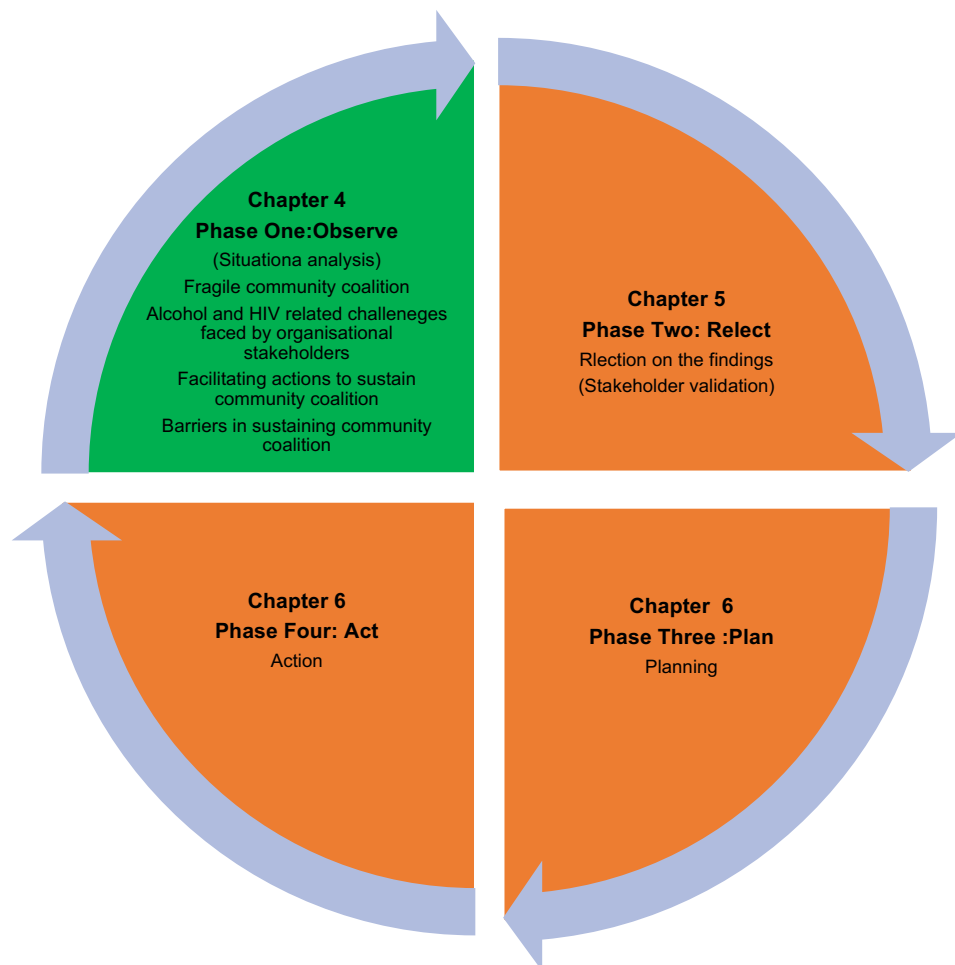 Chapter 4
Phase One:Observe
(Situationa analysis)
Fragile community coalition
Alcohol and HIV related challeneges
faced by organisational
stakeholders
Facilitating actions to sustain
community coalition
Barriers in sustaining community
coalition
Chapter 5
Phase Two: Relect
Rlection on the findings
(Stakeholder validation)
Chapter 6
Phase Three :Plan
Planning
Chapter 6
Phase Four: Act
Action